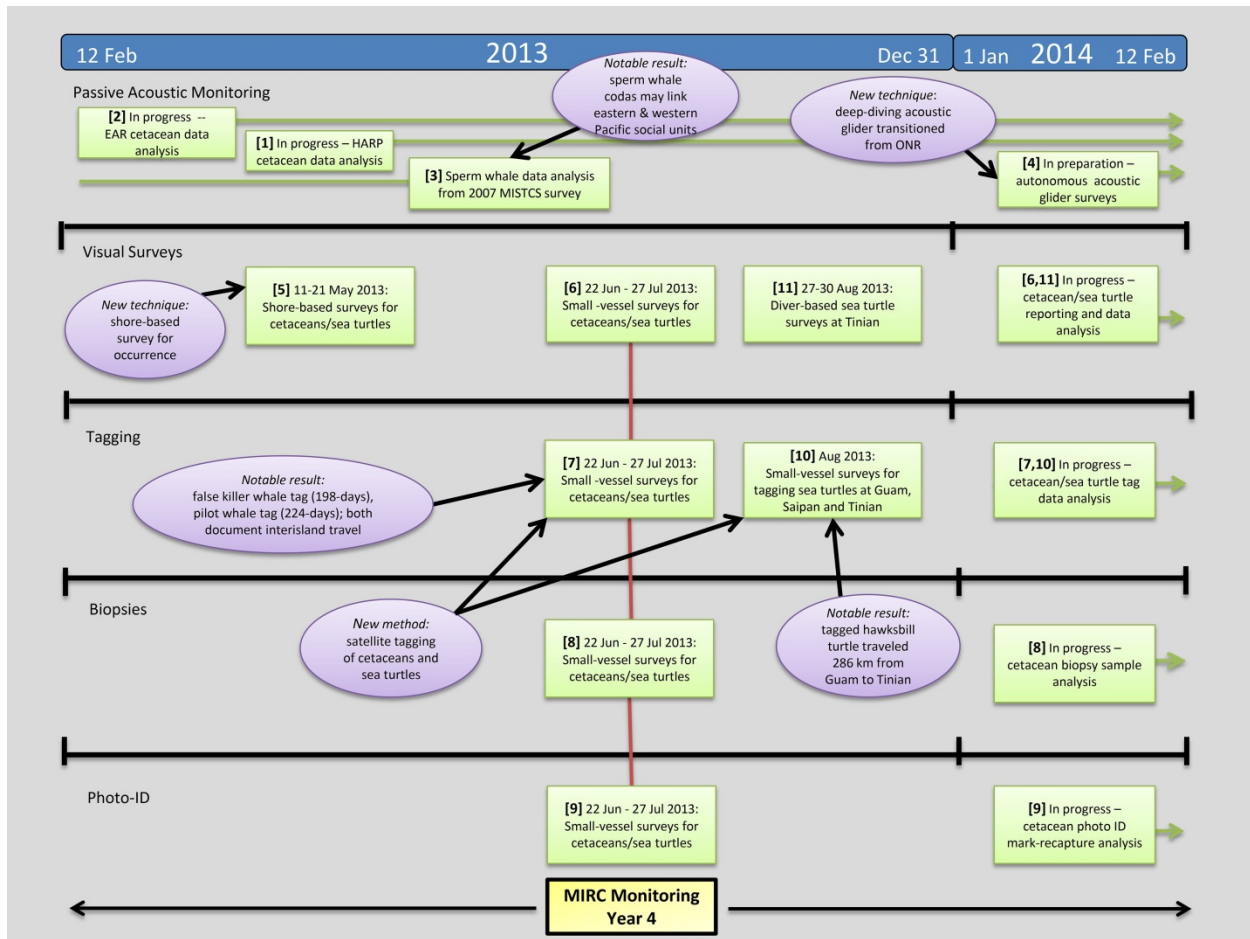 12 Feb
2013
Dec 31
1 Jan
2014
12 Feb
Passive Acoustic Monitoring
[2] In progress --
EAR cetacean data
analysis
[1] In progress – HARP
cetacean data analysis
Notable result:
sperm whale
codas may link
eastern & western
Pacific social units
[3] Sperm whale data analysis
from 2007 MISTCS survey
New technique:
deep-diving acoustic
glider transitioned
from ONR
[4] In preparation –
autonomous acoustic
glider surveys
Visual Surveys
New technique:
shore-based
survey for
occurrence
[5] 11-21 May 2013:
Shore-based surveys for
cetaceans/sea turtles
[6] 22 Jun - 27 Jul 2013:
Small -vessel surveys for
cetaceans/sea turtles
[11] 27-30 Aug 2013:
Diver-based sea turtle
surveys at Tinian
[6,11] In progress –
cetacean/sea turtle
reporting and data
analysis
Tagging
Notable result:
false killer whale tag (198-days),
pilot whale tag (224-days); both
document interisland travel
[7] 22 Jun - 27 Jul 2013:
Small -vessel surveys for
cetaceans/sea turtles
[10] Aug 2013:
Small-vessel surveys for
tagging sea turtles at Guam,
Saipan and Tinian
[7,10] In progress –
cetacean/sea turtle tag
data analysis
Biopsies
New method:
satellite tagging
of cetaceans and
sea turtles
[8] 22 Jun - 27 Jul 2013:
Small-vessel surveys for
cetaceans/sea turtles
Notable result:
tagged hawksbill
turtle traveled
286 km from
Guam to Tinian
[8] In progress –
cetacean biopsy sample
analysis
Photo-ID
[9] 22 Jun - 27 Jul 2013:
Small-vessel surveys for
cetaceans/sea turtles
[9] In progress –
cetacean photo ID
mark-recapture analysis
MIRC Monitoring
Year 4